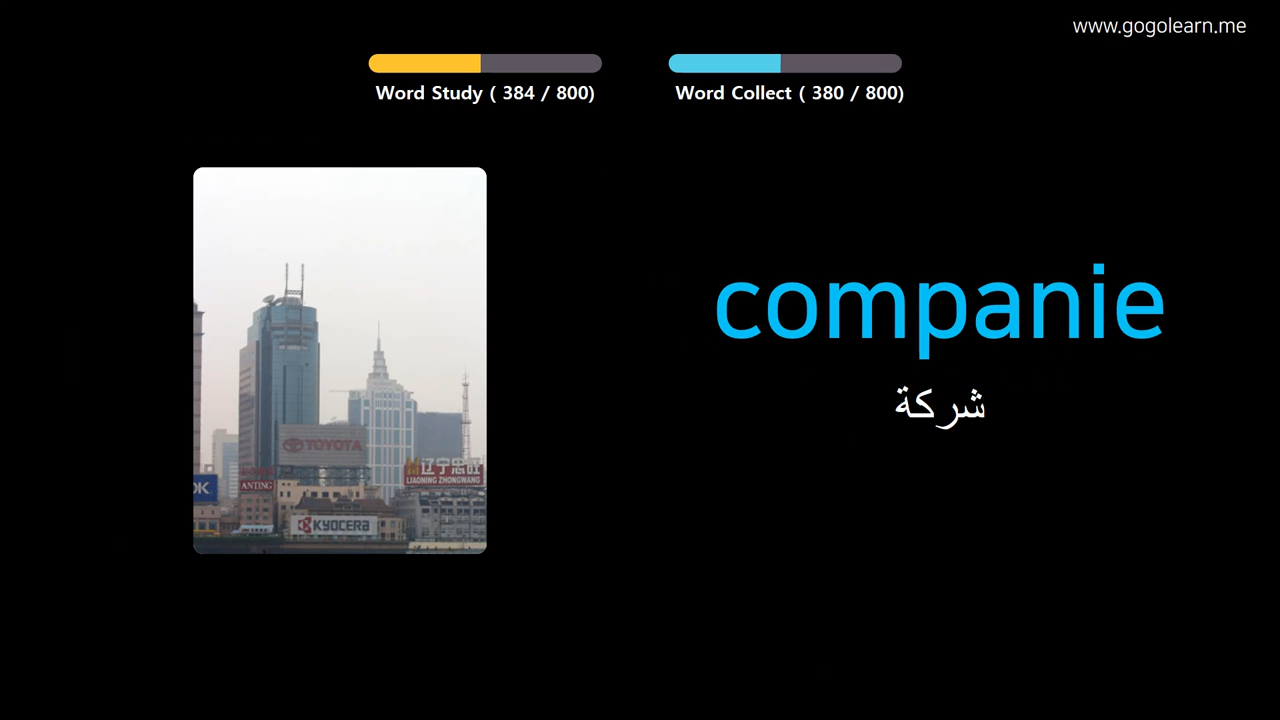 www.gogolearn.me
Word Study ( 384 / 800)
Word Collect ( 380 / 800)
companie
شركة
TOYOTA
辽宁忠旺
LIAONING ZHONGWANG
OK
ANTING
KYOCERA